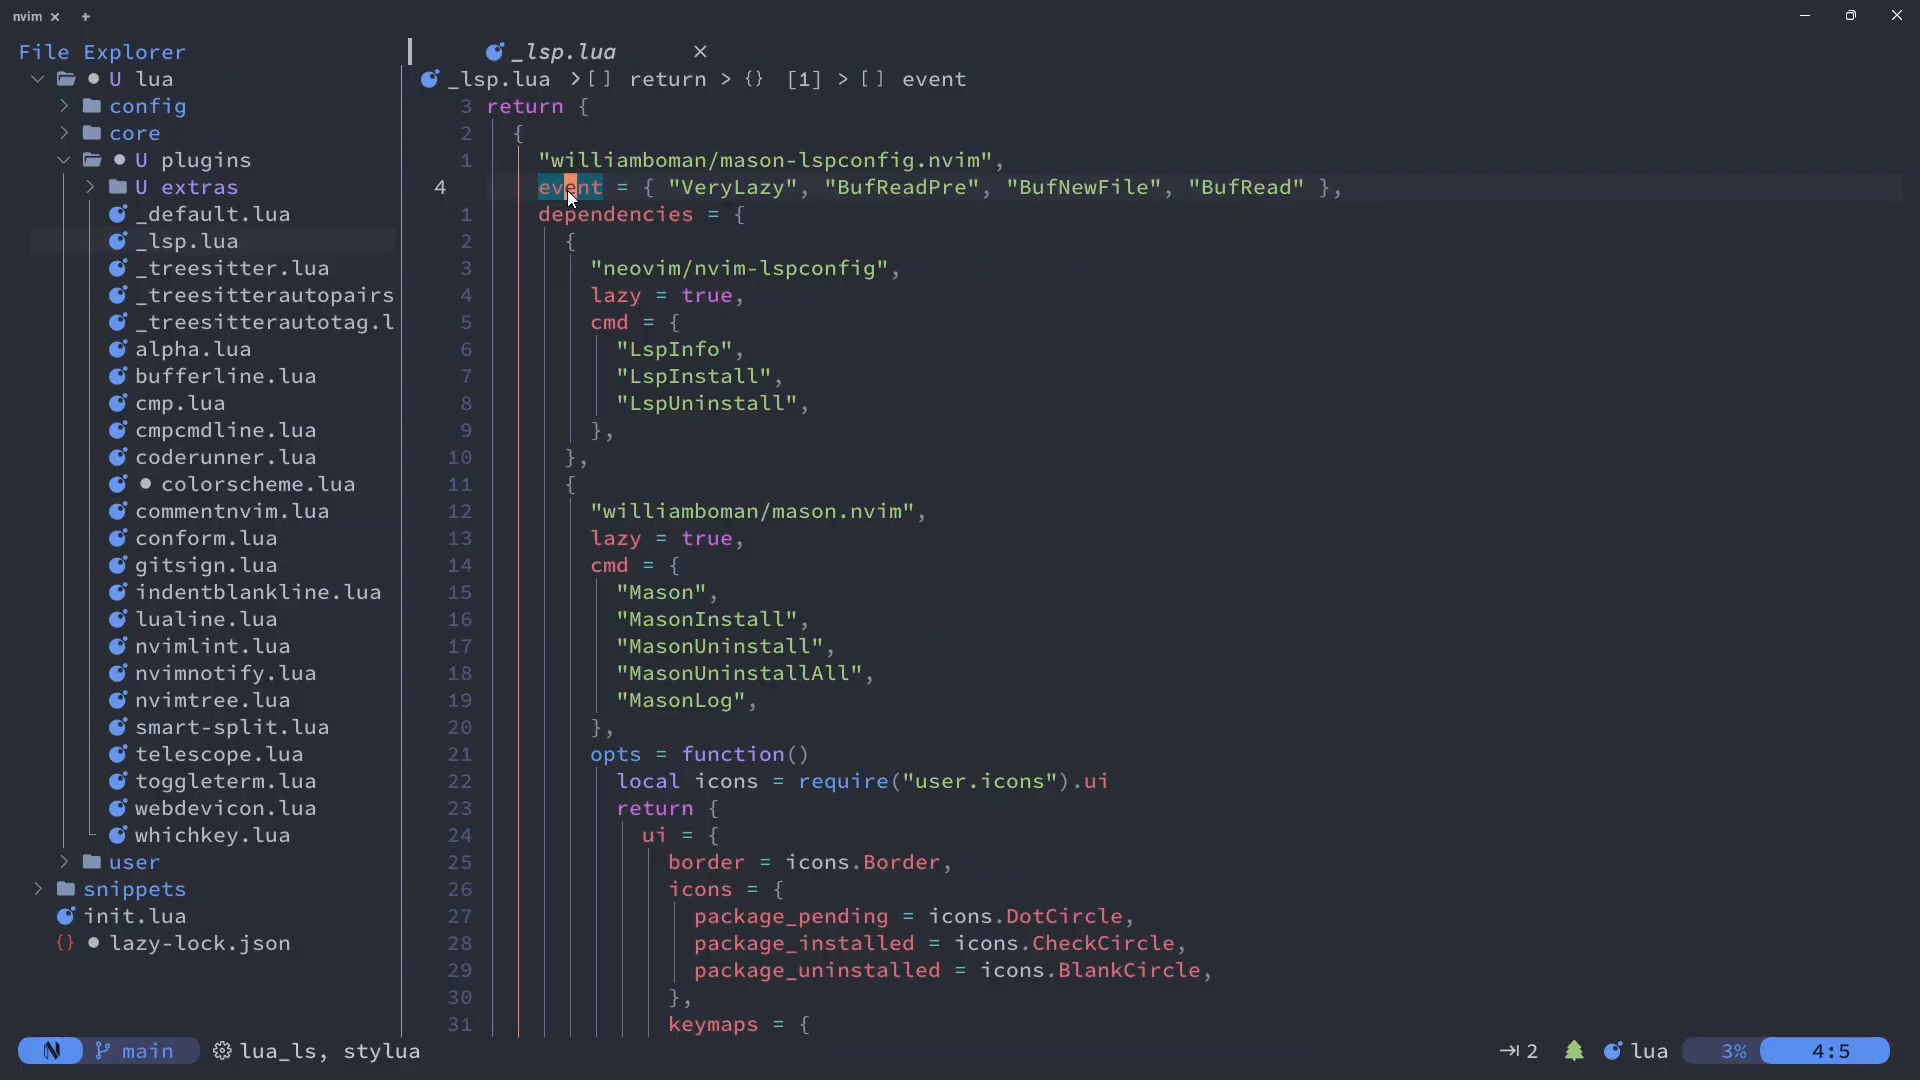 nvim × +
File Explorer
U lua
config
core
U plugins
U extras
_default.lua
_lsp.lua
_treesitter.lua
_treesitterautopairs
_treesitterautotag.l
alpha.lua
bufferline.lua
cmp.lua
cmpcmdline.lua
coderunner.lua
colorscheme.lua
commentnvim.lua
conform.lua
gitsign.lua
indentblankline.lua
lualine.lua
nvimlint.lua
nvimnotify.lua
nvimtree.lua
smart-split.lua
telescope.lua
toggleterm.lua
webdevicon.lua
whichkey.lua
user
snippets
init.lua
{} lazy-lock.json
_lsp.lua ×
_lsp.lua > [] return > {} [1] > [] event
3 return {
2 {
1 "williamboman/mason-lspconfig.nvim",
4 event = { "VeryLazy", "BufReadPre", "BufNewFile", "BufRead" },
1 dependencies = {
2 {
3 "neovim/nvim-lspconfig",
4 lazy = true,
5 cmd = {
6 "LspInfo",
7 "LspInstall",
8 "LspUninstall",
9 },
10 },
11 {
12 "williamboman/mason.nvim",
13 lazy = true,
14 cmd = {
15 "Mason",
16 "MasonInstall",
17 "MasonUninstall",
18 "MasonUninstallAll",
19 "MasonLog",
20 },
21 opts = function()
22 local icons = require("user.icons").ui
23 return {
24 ui = {
25 border = icons.Border,
26 icons = {
27 package_pending = icons.DotCircle,
28 package_installed = icons.CheckCircle,
29 package_uninstalled = icons.BlankCircle,
30 },
31 keymaps = {
N main lua_ls, stylua 2 lua 3% 4:5